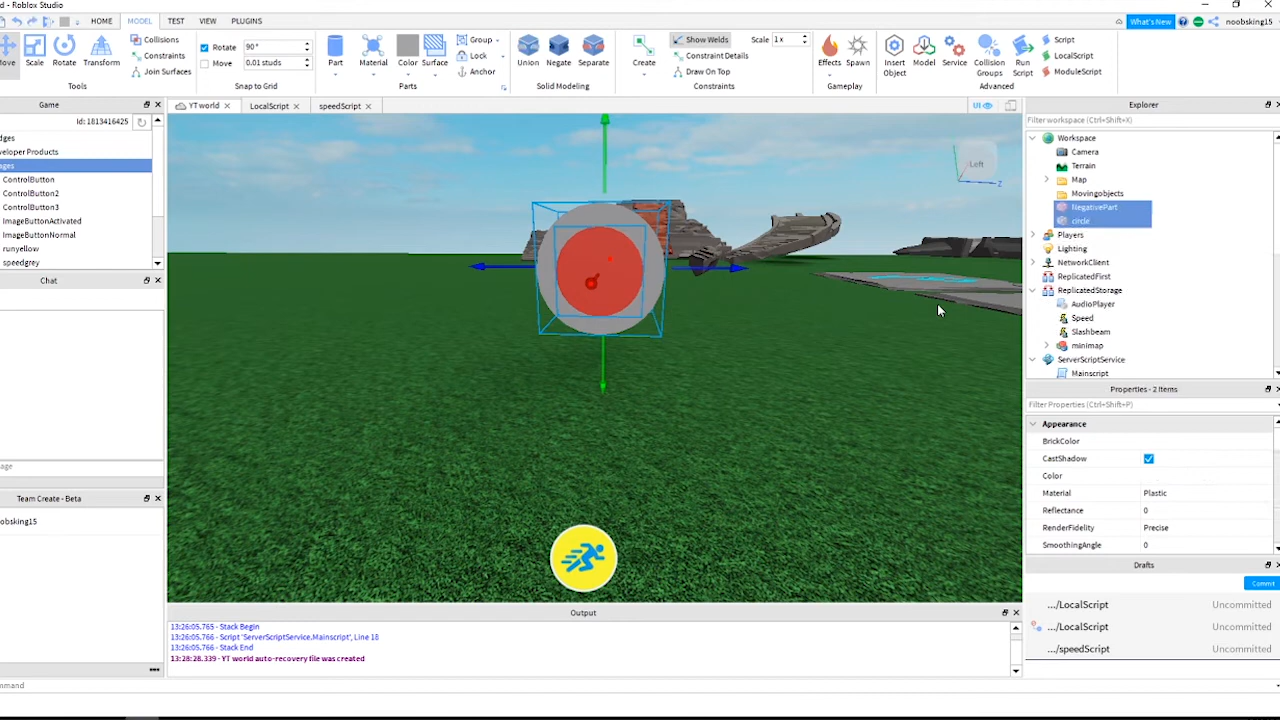 d - Roblox Studio
HOME MODEL TEST VIEW PLUGINS
What's New noobsking15
Move Scale Rotate Transform
Collisions
Constraints
Join Surfaces
Tools
Rotate 90°
Move 0.01 studs
Snap to Grid
Part Material Color Surface
Group
Lock
Anchor
Parts
Union Negate Separate
Solid Modeling
Create
Show Welds Scale 1 x
Constraint Details
Draw On Top
Constraints
Effects Spawn
Gameplay
Insert Object Model Service Collision Groups Run Script
Script
LocalScript
ModuleScript
Advanced
Game
Id: 1813416425
dges
veloper Products
ages
ControlButton
ControlButton2
ControlButton3
ImageButtonActivated
ImageButtonNormal
runyellow
speedgrey
Chat
age
Team Create - Beta
oobsking15
YT world LocalScript speedScript
UI
Left
Z
Output
13:26:05.765 - Stack Begin
13:26:05.766 - Script 'ServerScriptService.Mainscript', Line 18
13:26:05.766 - Stack End
13:28:28.339 - YT world auto-recovery file was created
ommand
Explorer
Filter workspace (Ctrl+Shift+X)
Workspace
Camera
Terrain
Map
Movingobjects
NegativePart
circle
Players
Lighting
NetworkClient
ReplicatedFirst
ReplicatedStorage
AudioPlayer
Speed
Slashbeam
minimap
ServerScriptService
Mainscript
Properties - 2 Items
Filter Properties (Ctrl+Shift+P)
Appearance
BrickColor
CastShadow
Color
Material Plastic
Reflectance 0
RenderFidelity Precise
SmoothingAngle 0
Drafts
Commit
.../LocalScript Uncommitted
.../LocalScript Uncommitted
.../speedScript Uncommitted